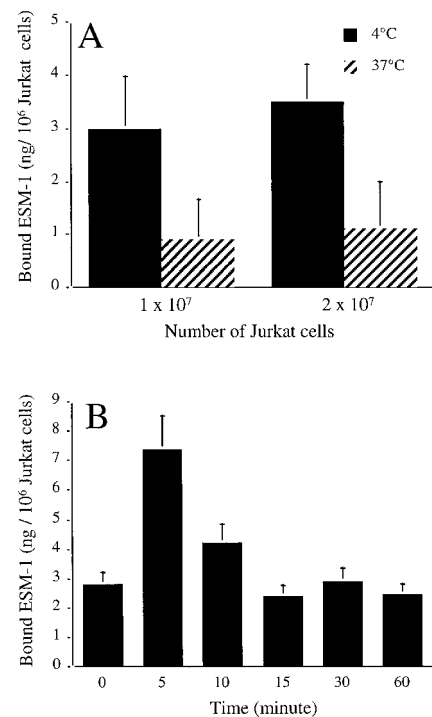 A
5
4
3
2
1
0
4°C
37°C
Bound ESM-1 (ng/ 10⁶ Jurkat cells)
1 x 10⁷
2 x 10⁷
Number of Jurkat cells
B
9
8
7
6
5
4
3
2
1
0
Bound ESM-1 (ng / 10⁶ Jurkat cells)
0
5
10
15
30
60
Time (minute)